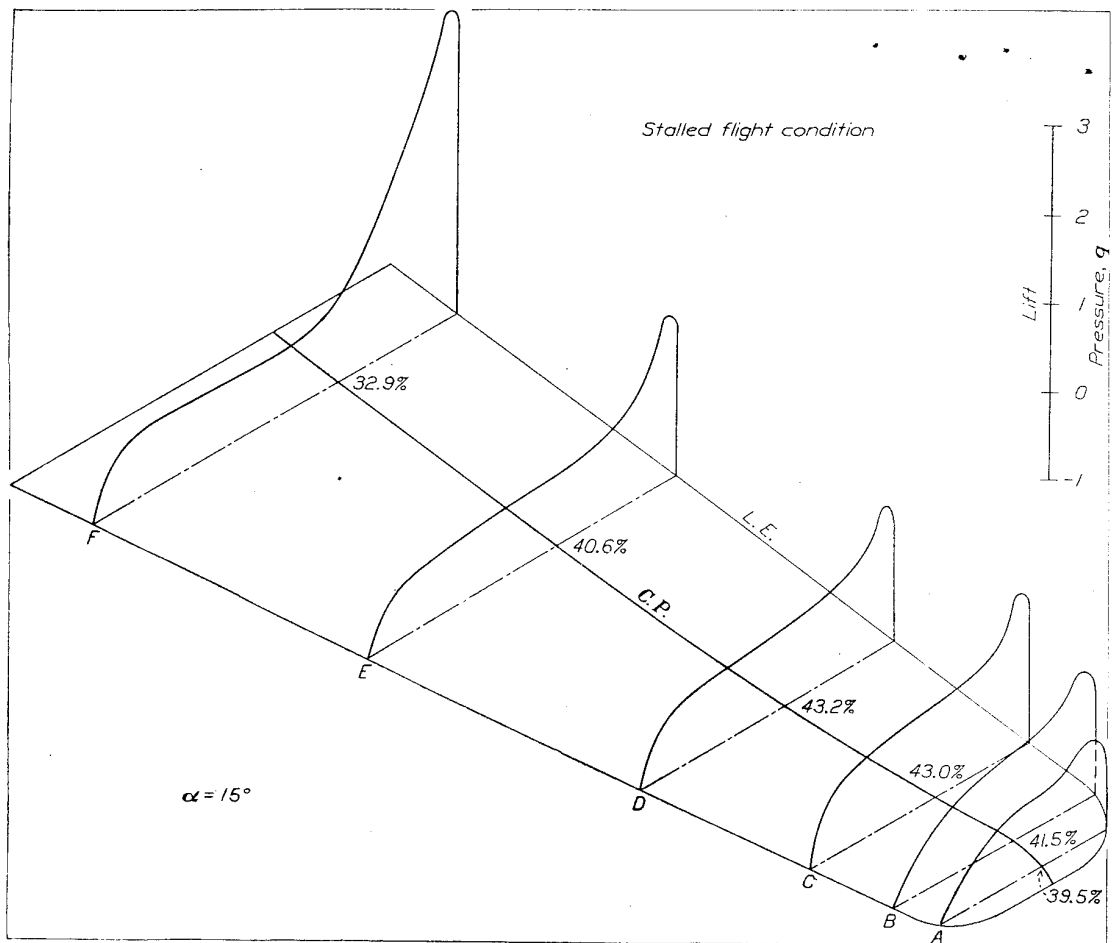 Stalled flight condition
3
2
1
0
-1
Lift
Pressure, q
32.9%
L.E.
40.6%
C.P.
43.2%
43.0%
41.5%
39.5%
F
E
D
C
B
A
α = 15°